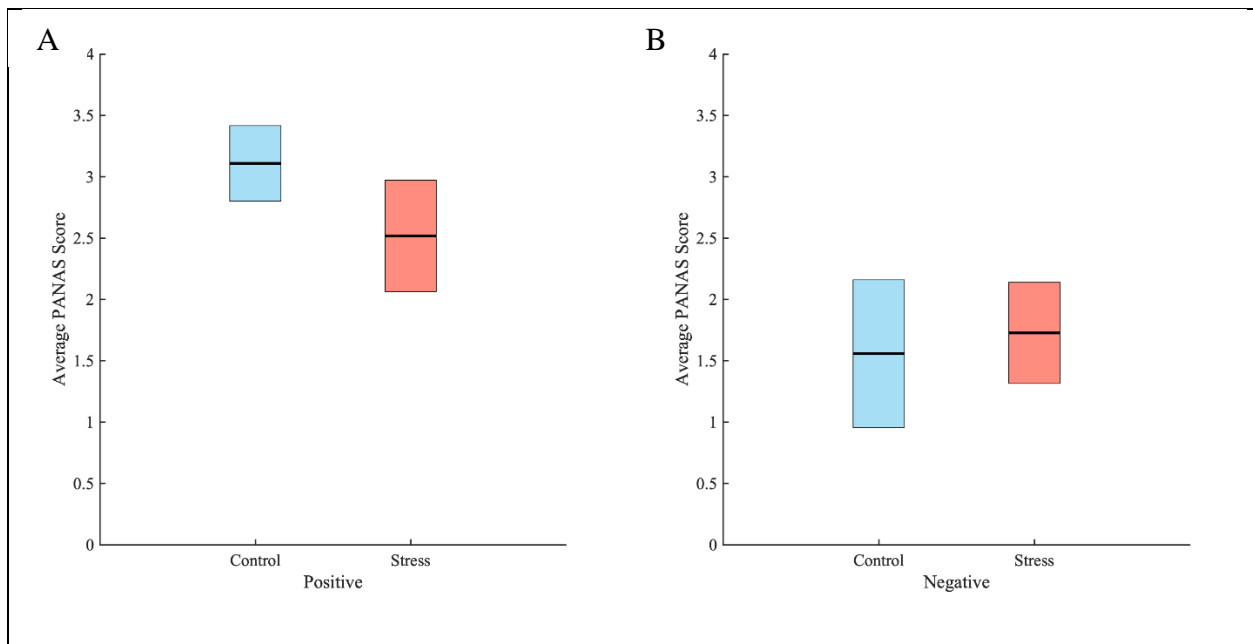 A
4
3.5
3
2.5
2
1.5
1
0.5
0
Average PANAS Score
Control Stress
Positive
B
4
3.5
3
2.5
2
1.5
1
0.5
0
Average PANAS Score
Control Stress
Negative